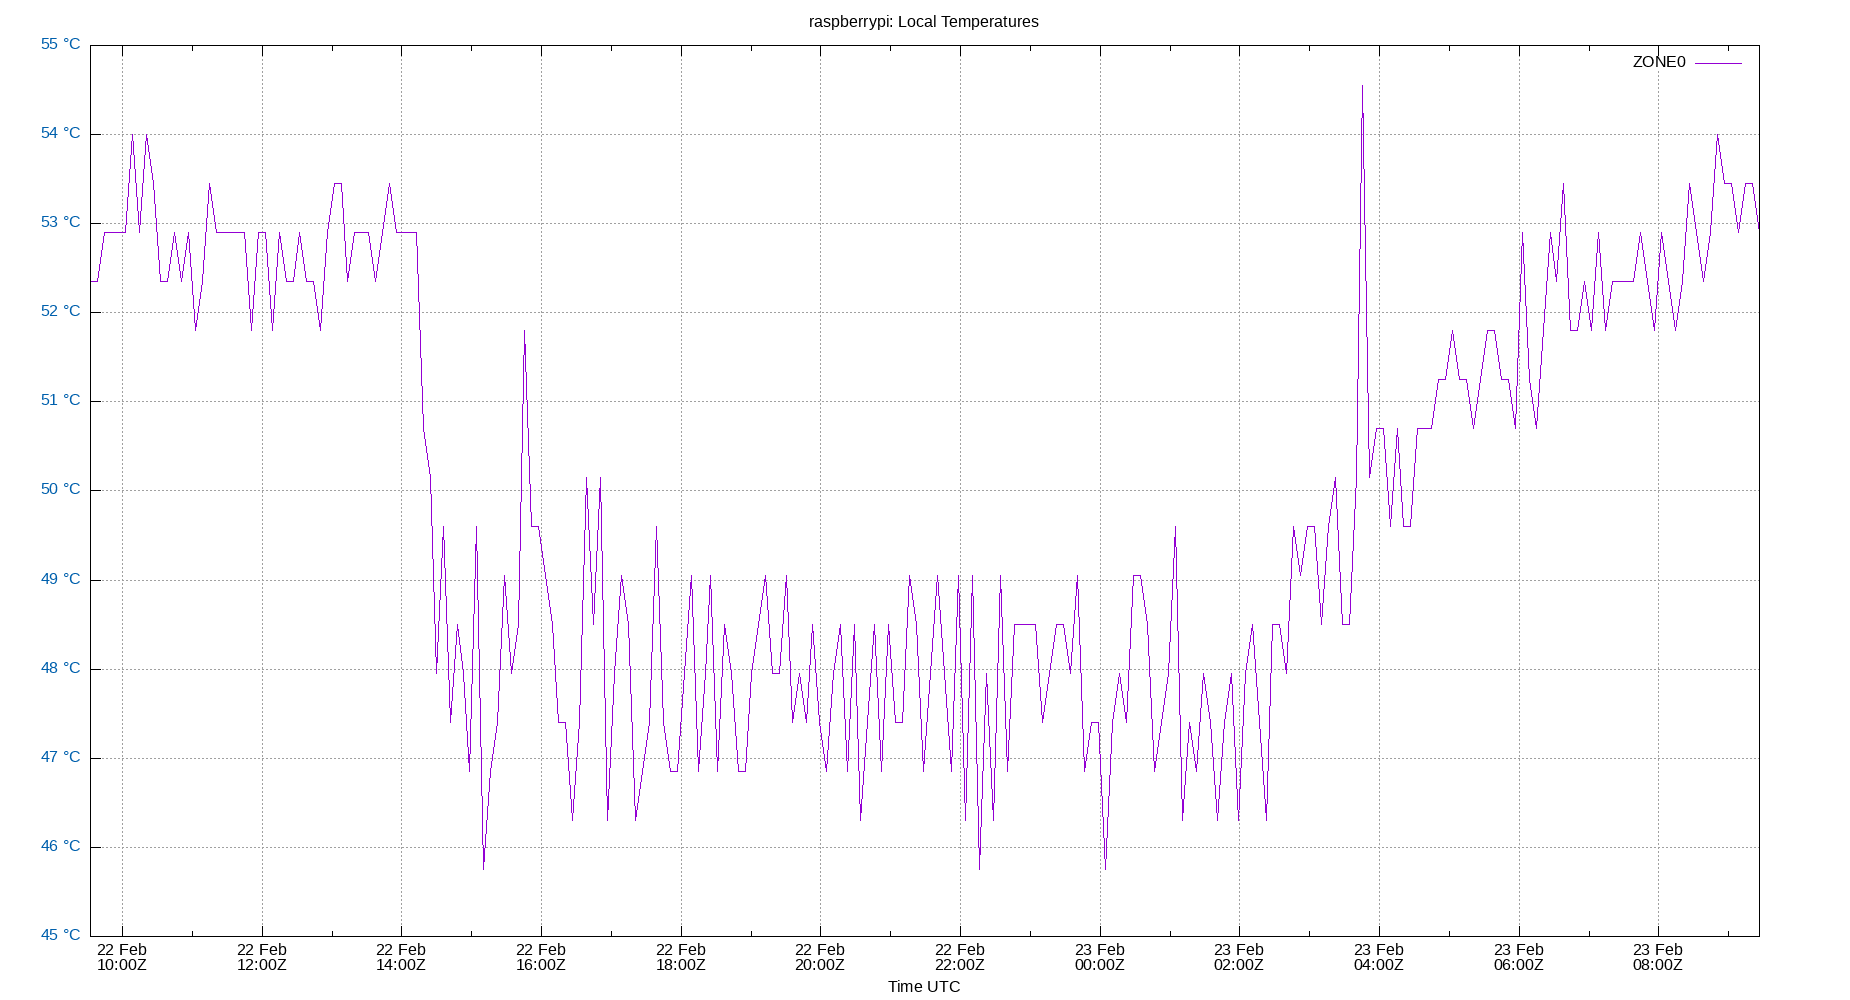 raspberrypi: Local Temperatures
55 °C
ZONE0
54 °C
53 °C
52 °C
51 °C
50 °C
49 °C
48 °C
47 °C
46 °C
45 °C
22 Feb 22 Feb 22 Feb 22 Feb 22 Feb 22 Feb 22 Feb 23 Feb 23 Feb 23 Feb 23 Feb 23 Feb
10:00Z 12:00Z 14:00Z 16:00Z 18:00Z 20:00Z 22:00Z 00:00Z 02:00Z 04:00Z 06:00Z 08:00Z
Time UTC